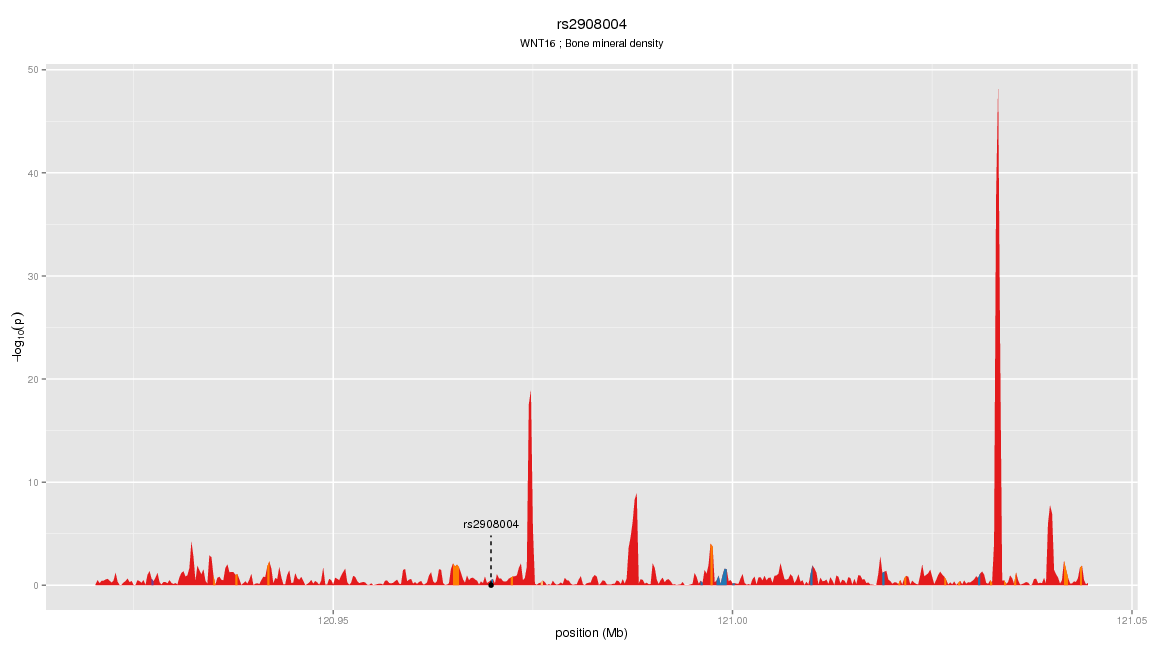 rs2908004
WNT16 ; Bone mineral density
50
40
30
20
10
0
−log10(p)
rs2908004
120.95
121.00
121.05
position (Mb)